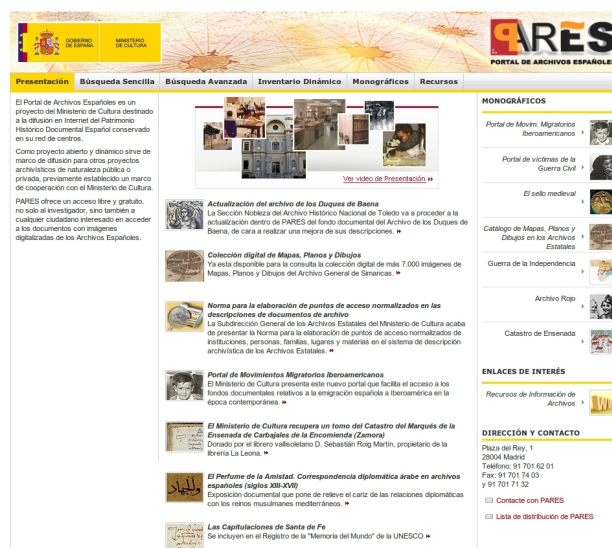 GOBIERNO
DE ESPAÑA
MINISTERIO
DE CULTURA
PARES
PORTAL DE ARCHIVOS ESPAÑOLES
Presentación
Búsqueda Sencilla
Búsqueda Avanzada
Inventario Dinámico
Monográficos
Recursos
El Portal de Archivos Españoles es un
proyecto del Ministerio de Cultura destinado
a la difusión en Internet del Patrimonio
Histórico Documental Español conservado
en su red de centros.
Como proyecto abierto y dinámico sirve de
marco de difusión para otros proyectos
archivísticos de naturaleza pública o
privada, previamente establecido un marco
de cooperación con el Ministerio de Cultura.
PARES ofrece un acceso libre y gratuito,
no solo al investigador, sino también a
cualquier ciudadano interesado en acceder
a los documentos con imágenes
digitalizadas de los Archivos Españoles.
Ver video de Presentación
Actualización del archivo de los Duques de Baena
La Sección Nobleza del Archivo Histórico Nacional de Toledo va a proceder a la
actualización dentro de PARES del fondo documental del Archivo de los Duques de
Baena, de cara a realizar una mejora de sus descripciones.
Colección digital de Mapas, Planos y Dibujos
Ya esta disponible para la consulta la colección digital de más 7.000 imágenes de
Mapas, Planos y Dibujos del Archivo General de Simancas.
Norma para la elaboración de puntos de acceso normalizados en las
descripciones de documentos de archivo
La Subdirección General de los Archivos Estatales del Ministerio de Cultura acaba
de presentar la Norma para la elaboración de puntos de acceso normalizados de
instituciones, personas, familias, lugares y materias en el sistema de descripción
archivística de los Archivos Estatales.
Portal de Movimientos Migratorios Iberoamericanos
El Ministerio de Cultura presenta este nuevo portal que facilita el acceso a los
fondos documentales relativos a la emigración española a Iberoamérica en la
época contemporánea.
El Ministerio de Cultura recupera un tomo del Catastro del Marqués de la
Ensenada de Carbajales de la Encomienda (Zamora)
Donado por el librero vallisoletano D. Sebastián Roig Martín, propietario de la
librería La Leona.
El Perfume de la Amistad. Correspondencia diplomática árabe en archivos
españoles (siglos XIII-XVII)
Exposición documental que pone de relieve el cariz de las relaciones diplomáticas
con los reinos musulmanes mediterráneos.
Las Capitulaciones de Santa de Fe
Se incluyen en el Registro de la "Memoria del Mundo" de la UNESCO
MONOGRÁFICOS
Portal de Movim. Migratorios
Iberoamericanos
Portal de víctimas de la
Guerra Civil
El sello medieval
Catálogo de Mapas, Planos y
Dibujos en los Archivos
Estatales
Guerra de la Independencia
Archivo Rojo
Catastro de Ensenada
ENLACES DE INTERÉS
Recursos de Información de
Archivos
DIRECCIÓN Y CONTACTO
Plaza del Rey, 1
28004 Madrid
Teléfono: 91 701 62 01
Fax: 91 701 74 03
y 91 701 71 32
Contacte con PARES
Lista de distribución de PARES